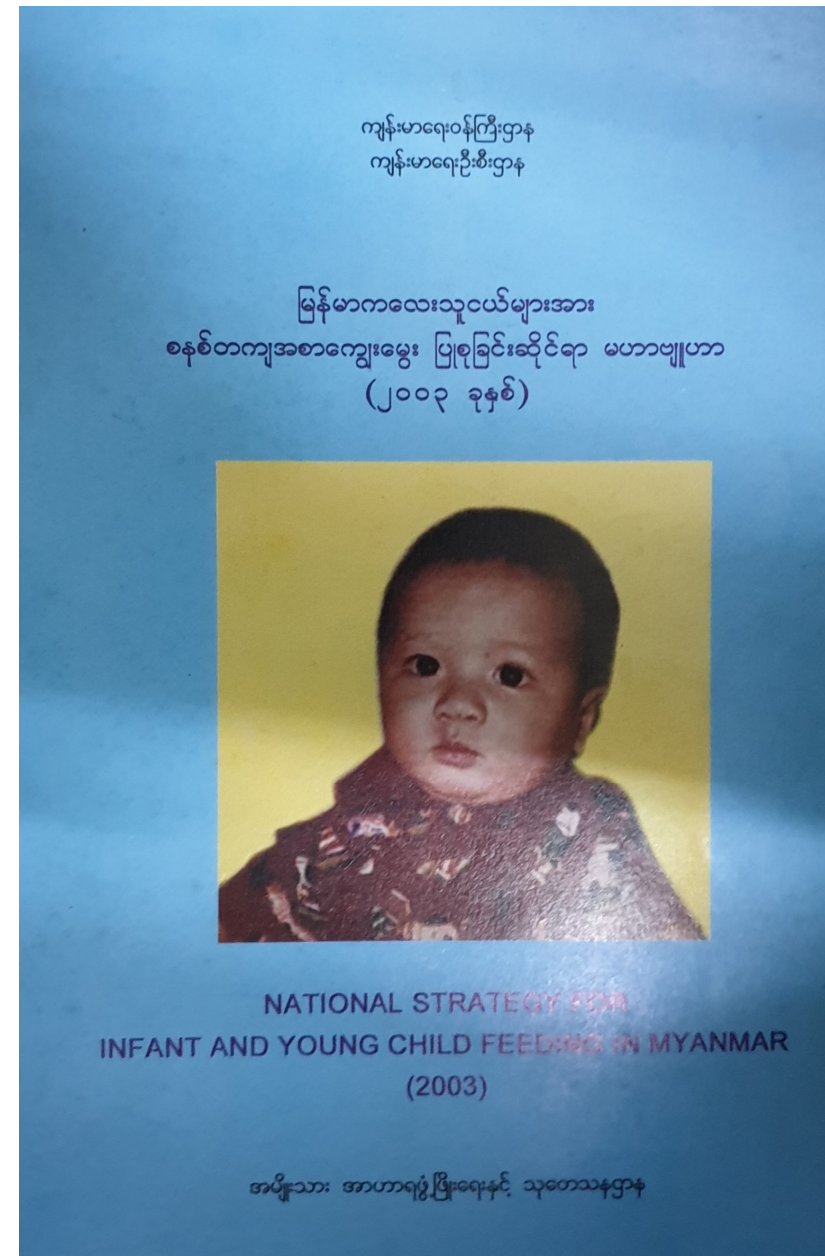 ကျန်းမာရေးဝန်ကြီးဌာန
ကျန်းမာရေးဦးစီးဌာန
မြန်မာကလေးသူငယ်များအား
စနစ်တကျအစာကျွေးမွေး ပြုစုခြင်းဆိုင်ရာ မဟာဗျူဟာ
(၂၀၀၃ ခုနှစ်)
NATIONAL STRATEGY FOR
INFANT AND YOUNG CHILD FEEDING IN MYANMAR
(2003)
အမျိုးသား အာဟာရဖွံ့ဖြိုးရေးနှင့် သုတေသနဌာန